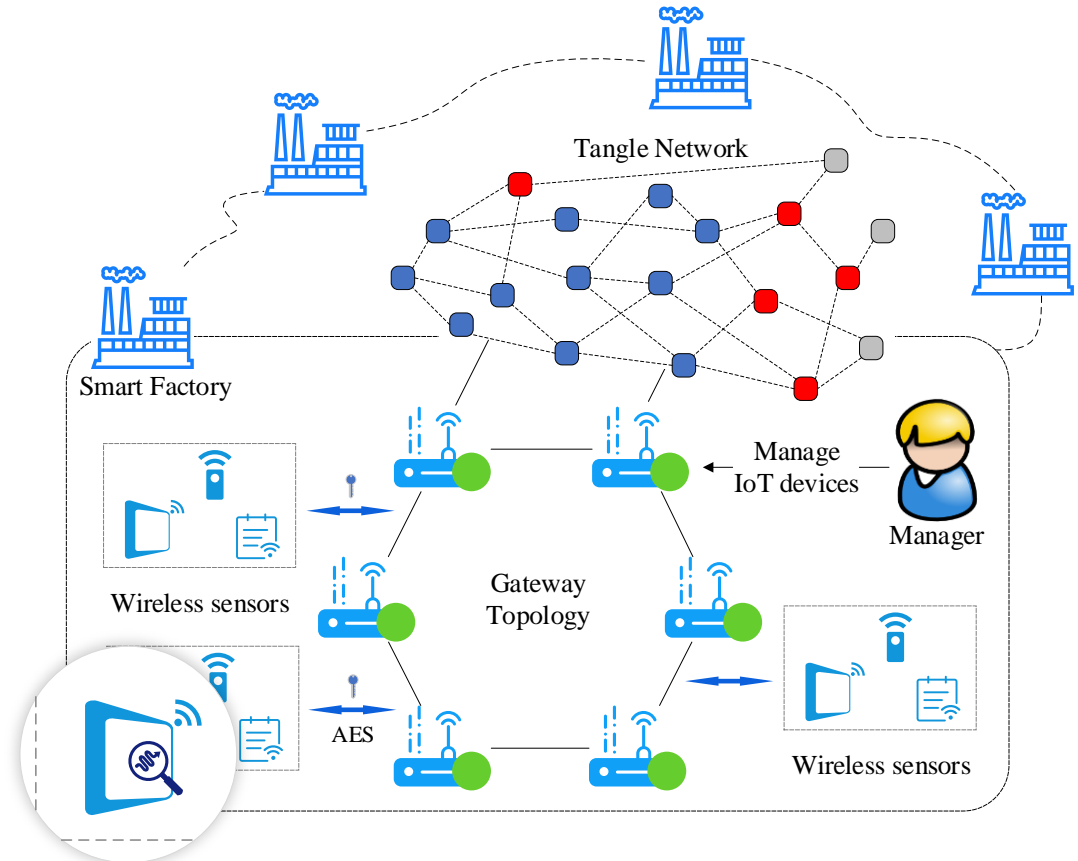 Tangle Network
Smart Factory
Manage
IoT devices
Manager
Wireless sensors
Gateway
Topology
AES
Wireless sensors